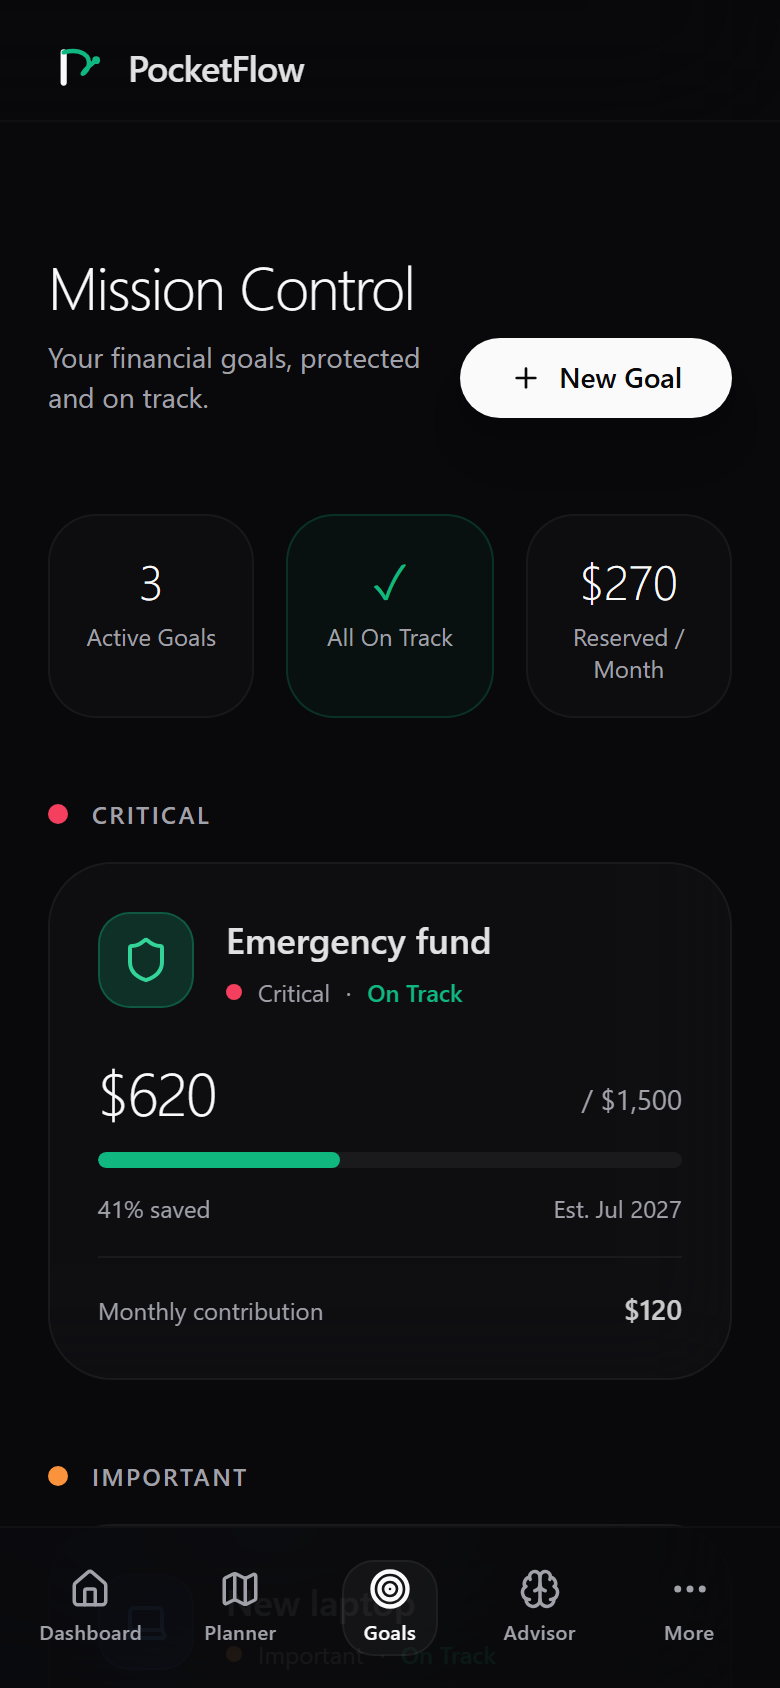 PocketFlow
Mission Control
Your financial goals, protected
and on track.
+ New Goal
3
Active Goals
✓
All On Track
$270
Reserved /
Month
CRITICAL
Emergency fund
Critical · On Track
$620
/ $1,500
41% saved
Est. Jul 2027
Monthly contribution
$120
IMPORTANT
New laptop
Important · On Track
Dashboard
Planner
Goals
Advisor
More